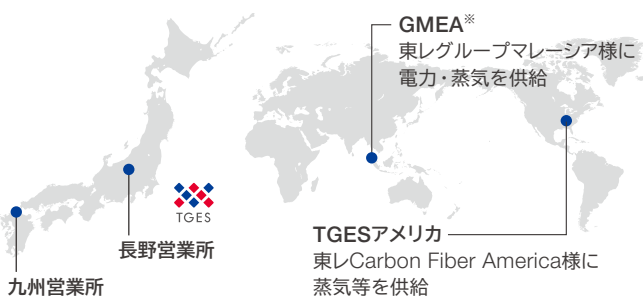 GMEA※
東レグループマレーシア様に
電力・蒸気を供給
TGES
長野営業所
九州営業所
TGESアメリカ
東レCarbon Fiber America様に
蒸気等を供給